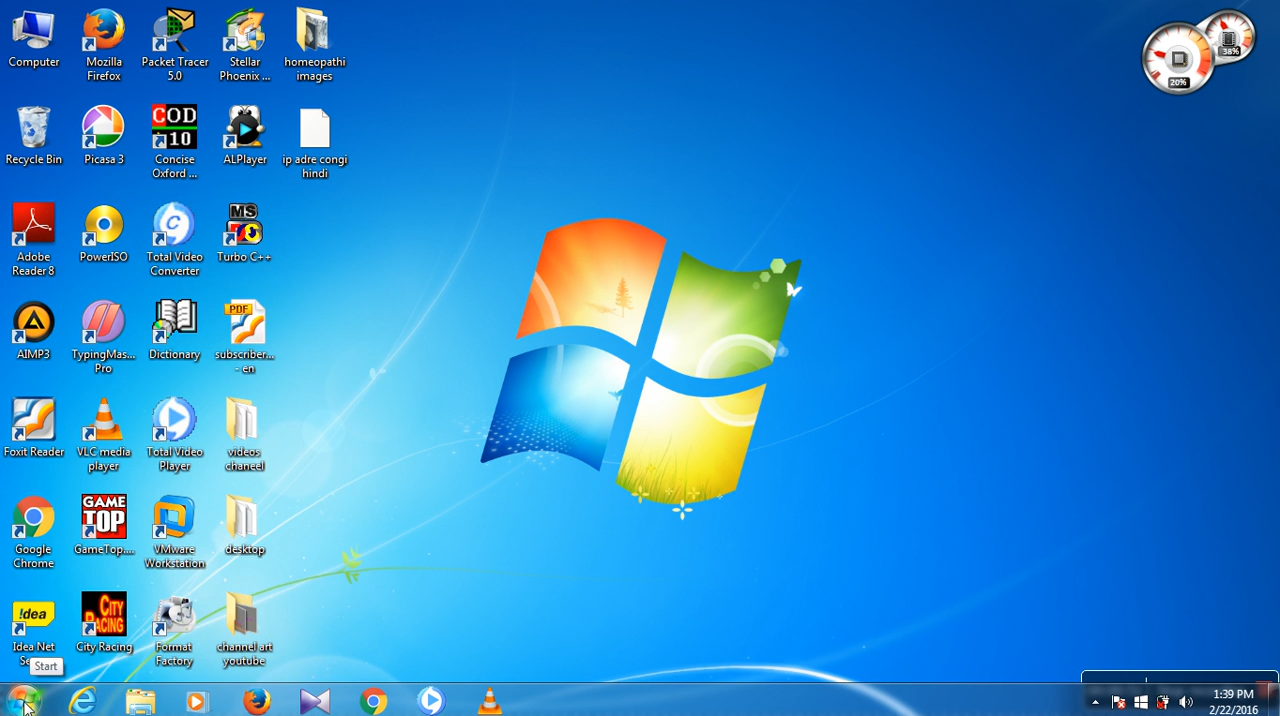 Computer
Mozilla
Firefox
Packet Tracer
5.0
Stellar
Phoenix ...
homeopathi
images
Recycle Bin
Picasa 3
COD
10
Concise
Oxford ...
ALPlayer
ip adre congi
hindi
Adobe
Reader 8
PowerISO
Total Video
Converter
MS
Turbo C++
AIMP3
TypingMas...
Pro
Dictionary
PDF
subscriber...
- en
Foxit Reader
VLC media
player
Total Video
Player
videos
chaneel
Google
Chrome
GAME
TOP
GameTop....
VMware
Workstation
desktop
!dea
Idea Net
CITY
RACING
City Racing
Format
Factory
channel art
youtube
Start
20%
38%
1:39 PM
2/22/2016